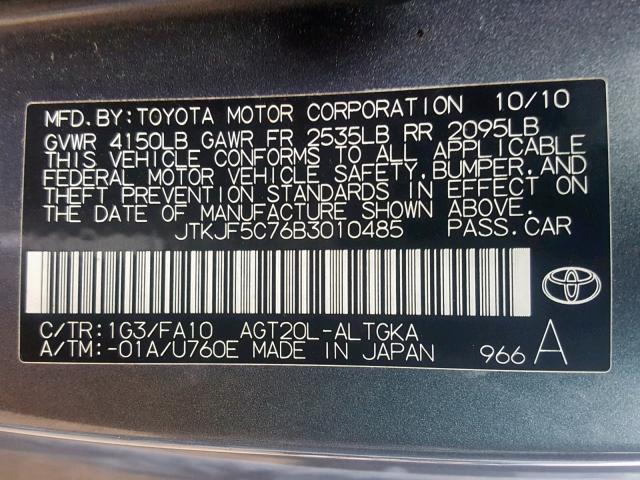 MFD.BY:TOYOTA MOTOR CORPORATION 10/10
GVWR 4150LB GAWR FR 2535LB RR 2095LB
THIS VEHICLE CONFORMS TO ALL APPLICABLE
FEDERAL MOTOR VEHICLE SAFETY,BUMPER,AND
THEFT PREVENTION STANDARDS IN EFFECT ON
THE DATE OF MANUFACTURE SHOWN ABOVE.
JTKJF5C76B3010485 PASS.CAR
C/TR:1G3/FA10 AGT20L-ALTGKA
A/TM:-01A/U760E MADE IN JAPAN 966 A